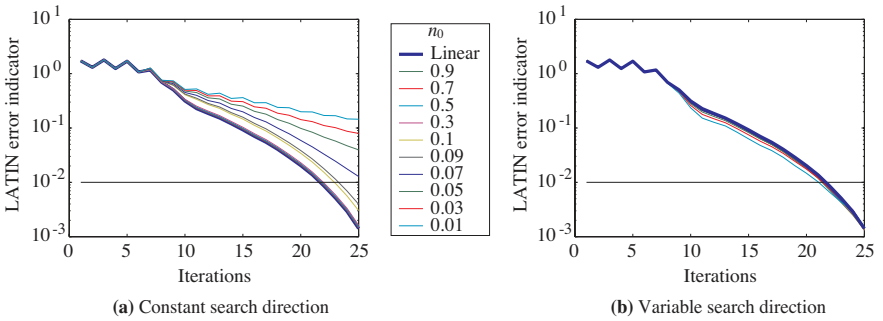 10^1
10^0
10^-1
10^-2
10^-3
LATIN error indicator
0 5 10 15 20 25
Iterations
(a) Constant search direction
n_0
Linear
0.9
0.7
0.5
0.3
0.1
0.09
0.07
0.05
0.03
0.01
10^1
10^0
10^-1
10^-2
10^-3
LATIN error indicator
0 5 10 15 20 25
Iterations
(b) Variable search direction